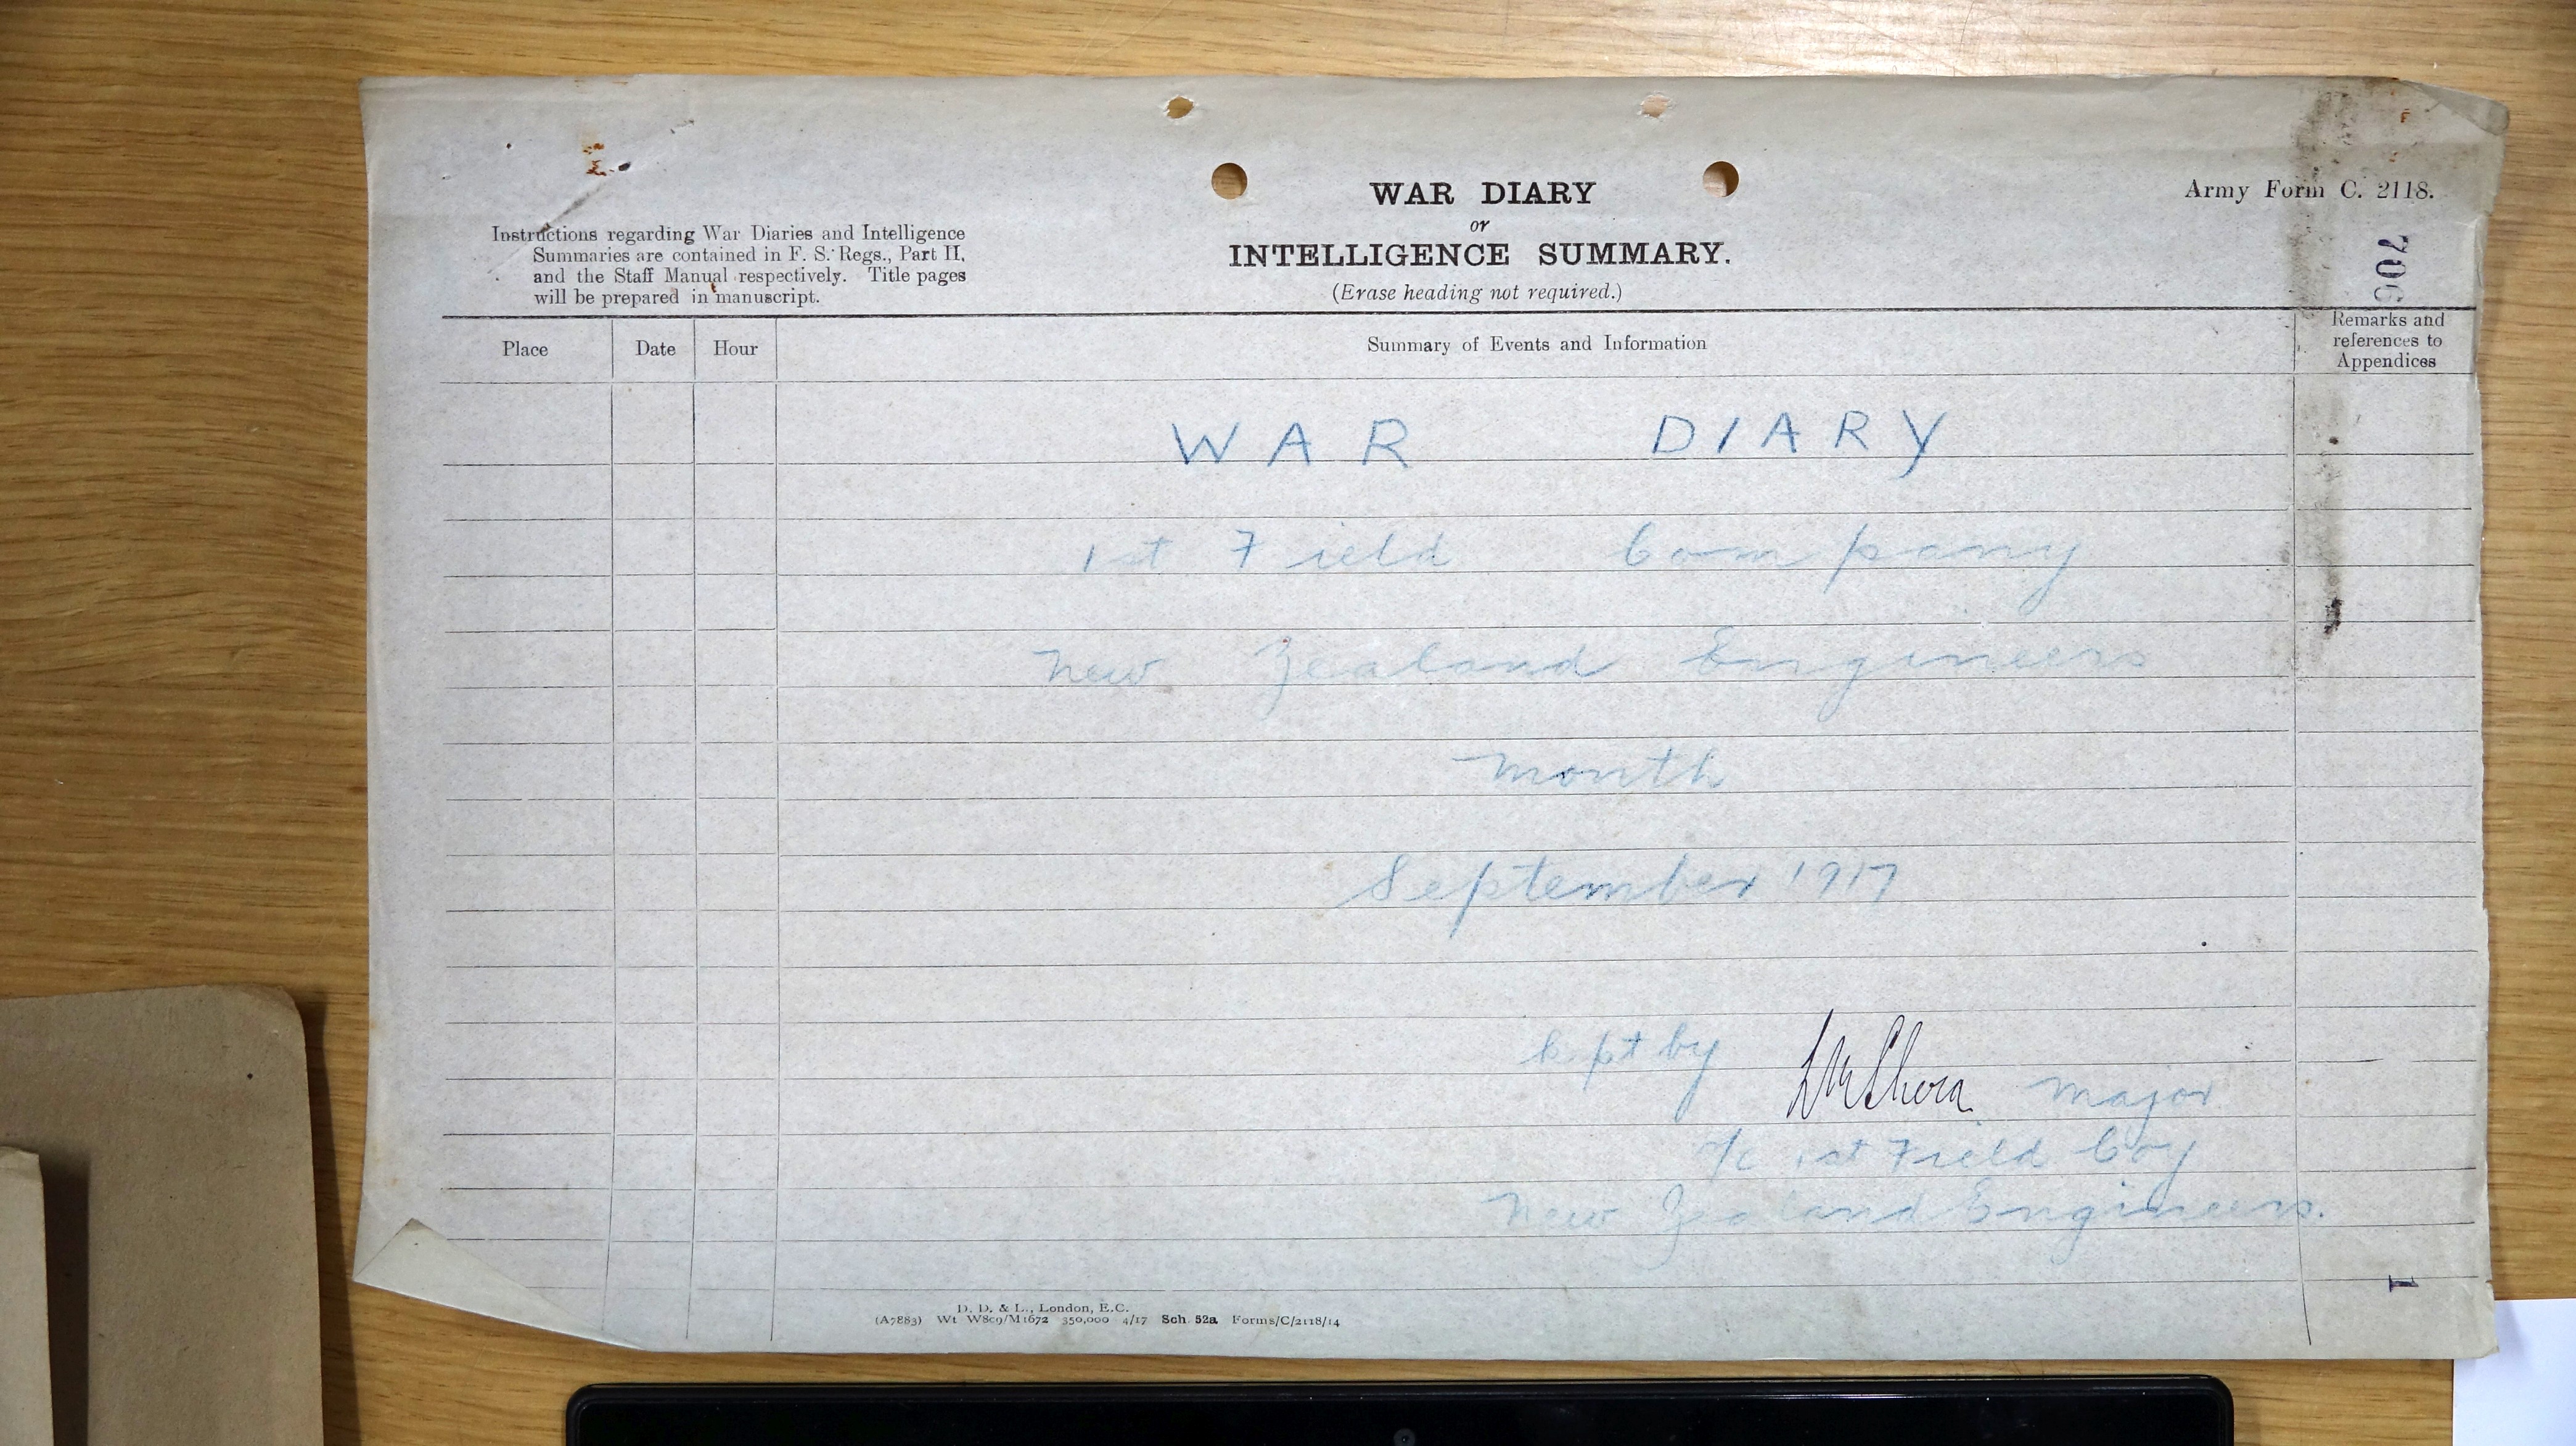 WAR DIARY
or
INTELLIGENCE SUMMARY.
(Erase heading not required.)
Army Form C. 2118.
Instructions regarding War Diaries and Intelligence
Summaries are contained in F. S. Regs., Part II,
and the Staff Manual respectively. Title pages
will be prepared in manuscript.
706
Place Date Hour Summary of Events and Information Remarks and
references to
Appendices
WAR DIARY
1st Field Company
New Zealand Engineers
Month
September 1917
kept by
Major
O/C 1st Field Coy
New Zealand Engineers.
1
D. D. & L., London, E.C.
(A7883) Wt W809/M1672 350,000 4/17 Sch. 52a Forms/C/2118/14